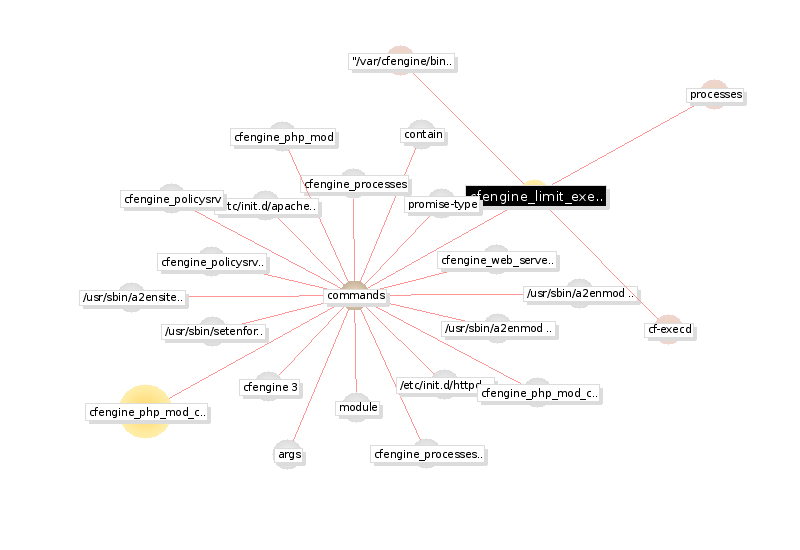 "/var/cfengine/bin..
processes
cfengine_php_mod
contain
cfengine_processes
cfengine_limit_exe..
cfengine_policysrv
tc/init.d/apache..
promise-type
cfengine_policysrv..
cfengine_web_serve..
/usr/sbin/a2ensite..
commands
/usr/sbin/a2enmod ..
/usr/sbin/setenfor..
/usr/sbin/a2enmod ..
cf-execd
cfengine 3
/etc/init.d/httpd
cfengine_php_mod_c..
cfengine_php_mod_c..
module
args
cfengine_processes..